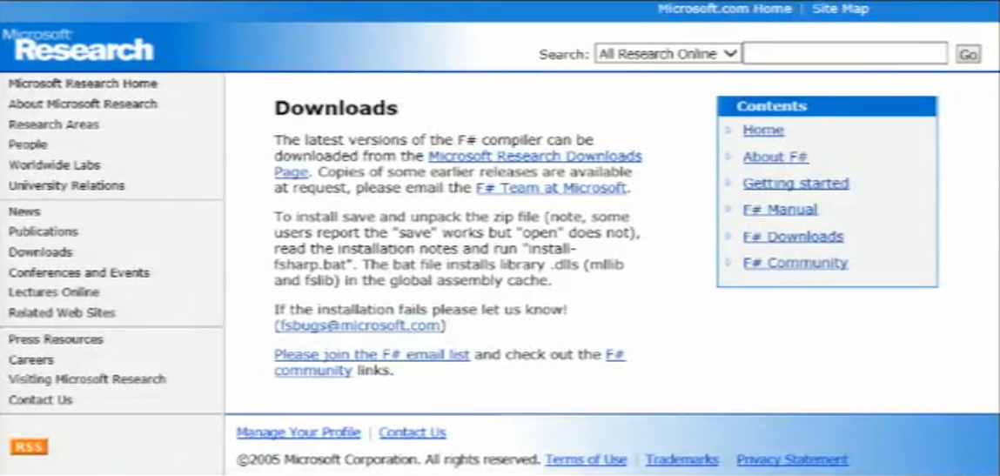 Microsoft.com Home | Site Map
Microsoft
Research
Search: All Research Online Go
Microsoft Research Home
About Microsoft Research
Research Areas
People
Worldwide Labs
University Relations
News
Publications
Downloads
Conferences and Events
Lectures Online
Related Web Sites
Press Resources
Careers
Visiting Microsoft Research
Contact Us
RSS
Downloads
The latest versions of the F# compiler can be
downloaded from the Microsoft Research Downloads
Page. Copies of some earlier releases are available
at request, please email the F# Team at Microsoft.
To install save and unpack the zip file (note, some
users report the "save" works but "open" does not),
read the installation notes and run "install-
fsharp.bat". The bat file installs library .dlls (mllib
and fslib) in the global assembly cache.
If the installation fails please let us know!
(fsbugs@microsoft.com)
Please join the F# email list and check out the F#
community links.
Contents
Home
About F#
Getting started
F# Manual
F# Downloads
F# Community
Manage Your Profile | Contact Us
©2005 Microsoft Corporation. All rights reserved. Terms of Use | Trademarks | Privacy Statement